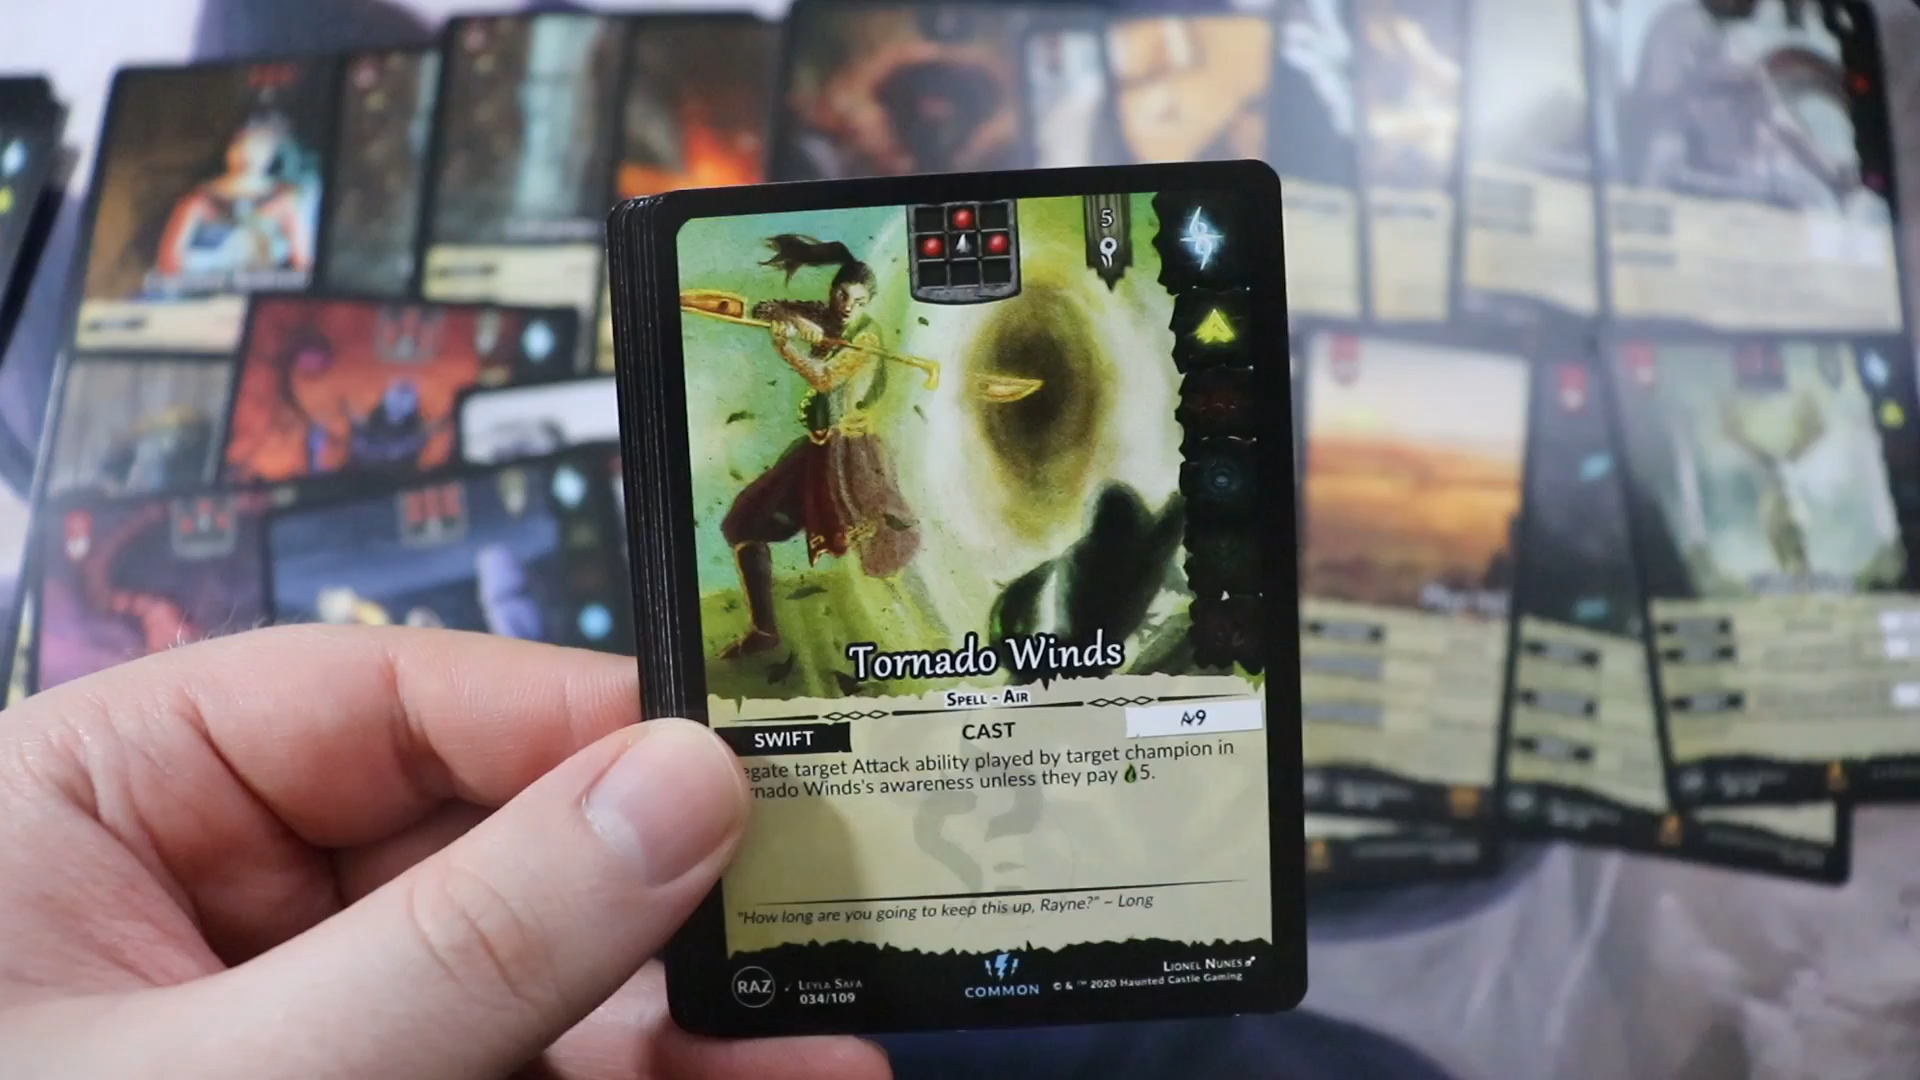 5
Tornado Winds
SPELL - AIR
SWIFT
CAST
9
egate target Attack ability played by target champion in
rnado Winds's awareness unless they pay 5.
"How long are you going to keep this up, Rayne?" ~ Long
RAZ
LEYLA SAFA
034/109
COMMON
LIONEL NUNES
© & ™ 2020 Haunted Castle Gaming